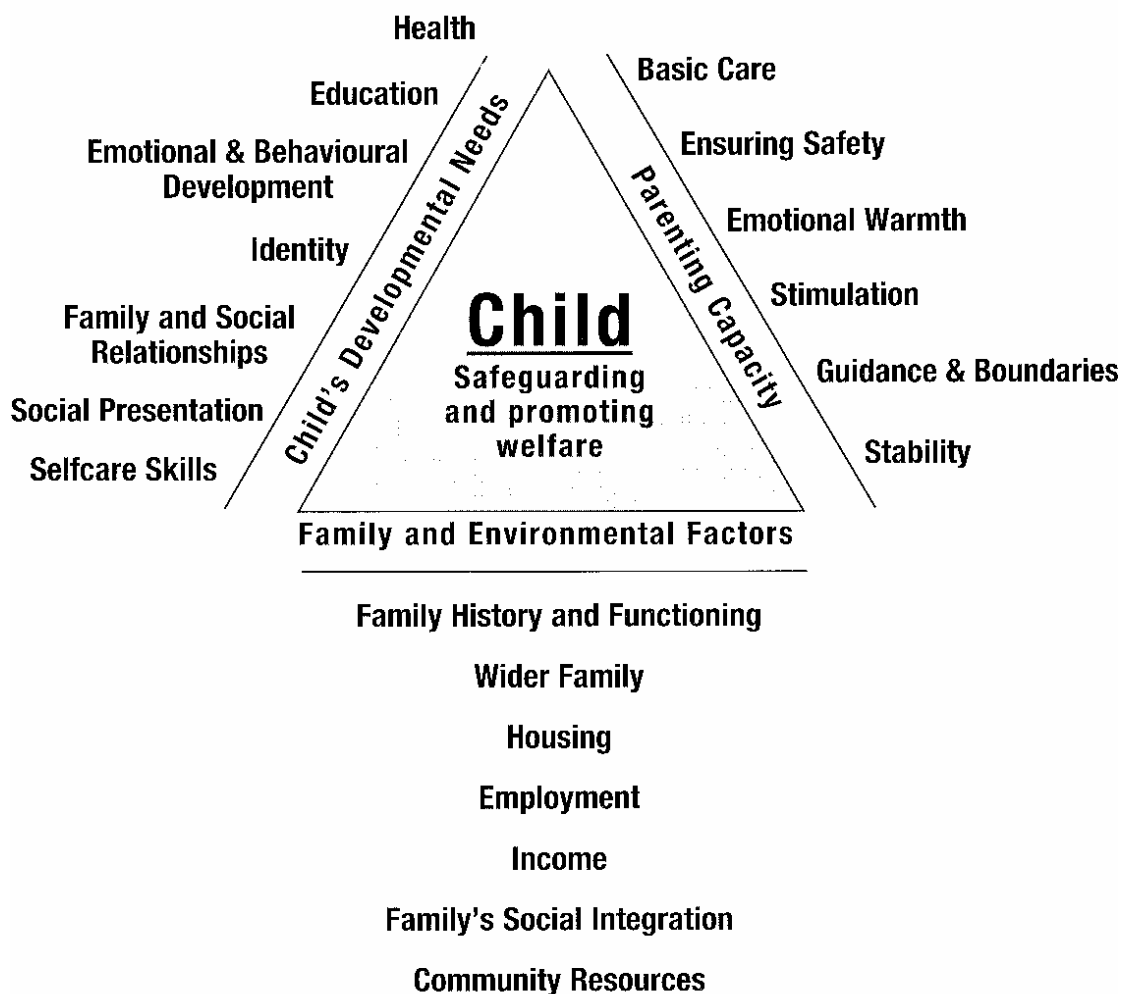 Health
Education
Emotional & Behavioural
Development
Identity
Family and Social
Relationships
Social Presentation
Selfcare Skills
Child's Developmental Needs
Child
Safeguarding
and promoting
welfare
Parenting Capacity
Basic Care
Ensuring Safety
Emotional Warmth
Stimulation
Guidance & Boundaries
Stability
Family and Environmental Factors
Family History and Functioning
Wider Family
Housing
Employment
Income
Family's Social Integration
Community Resources